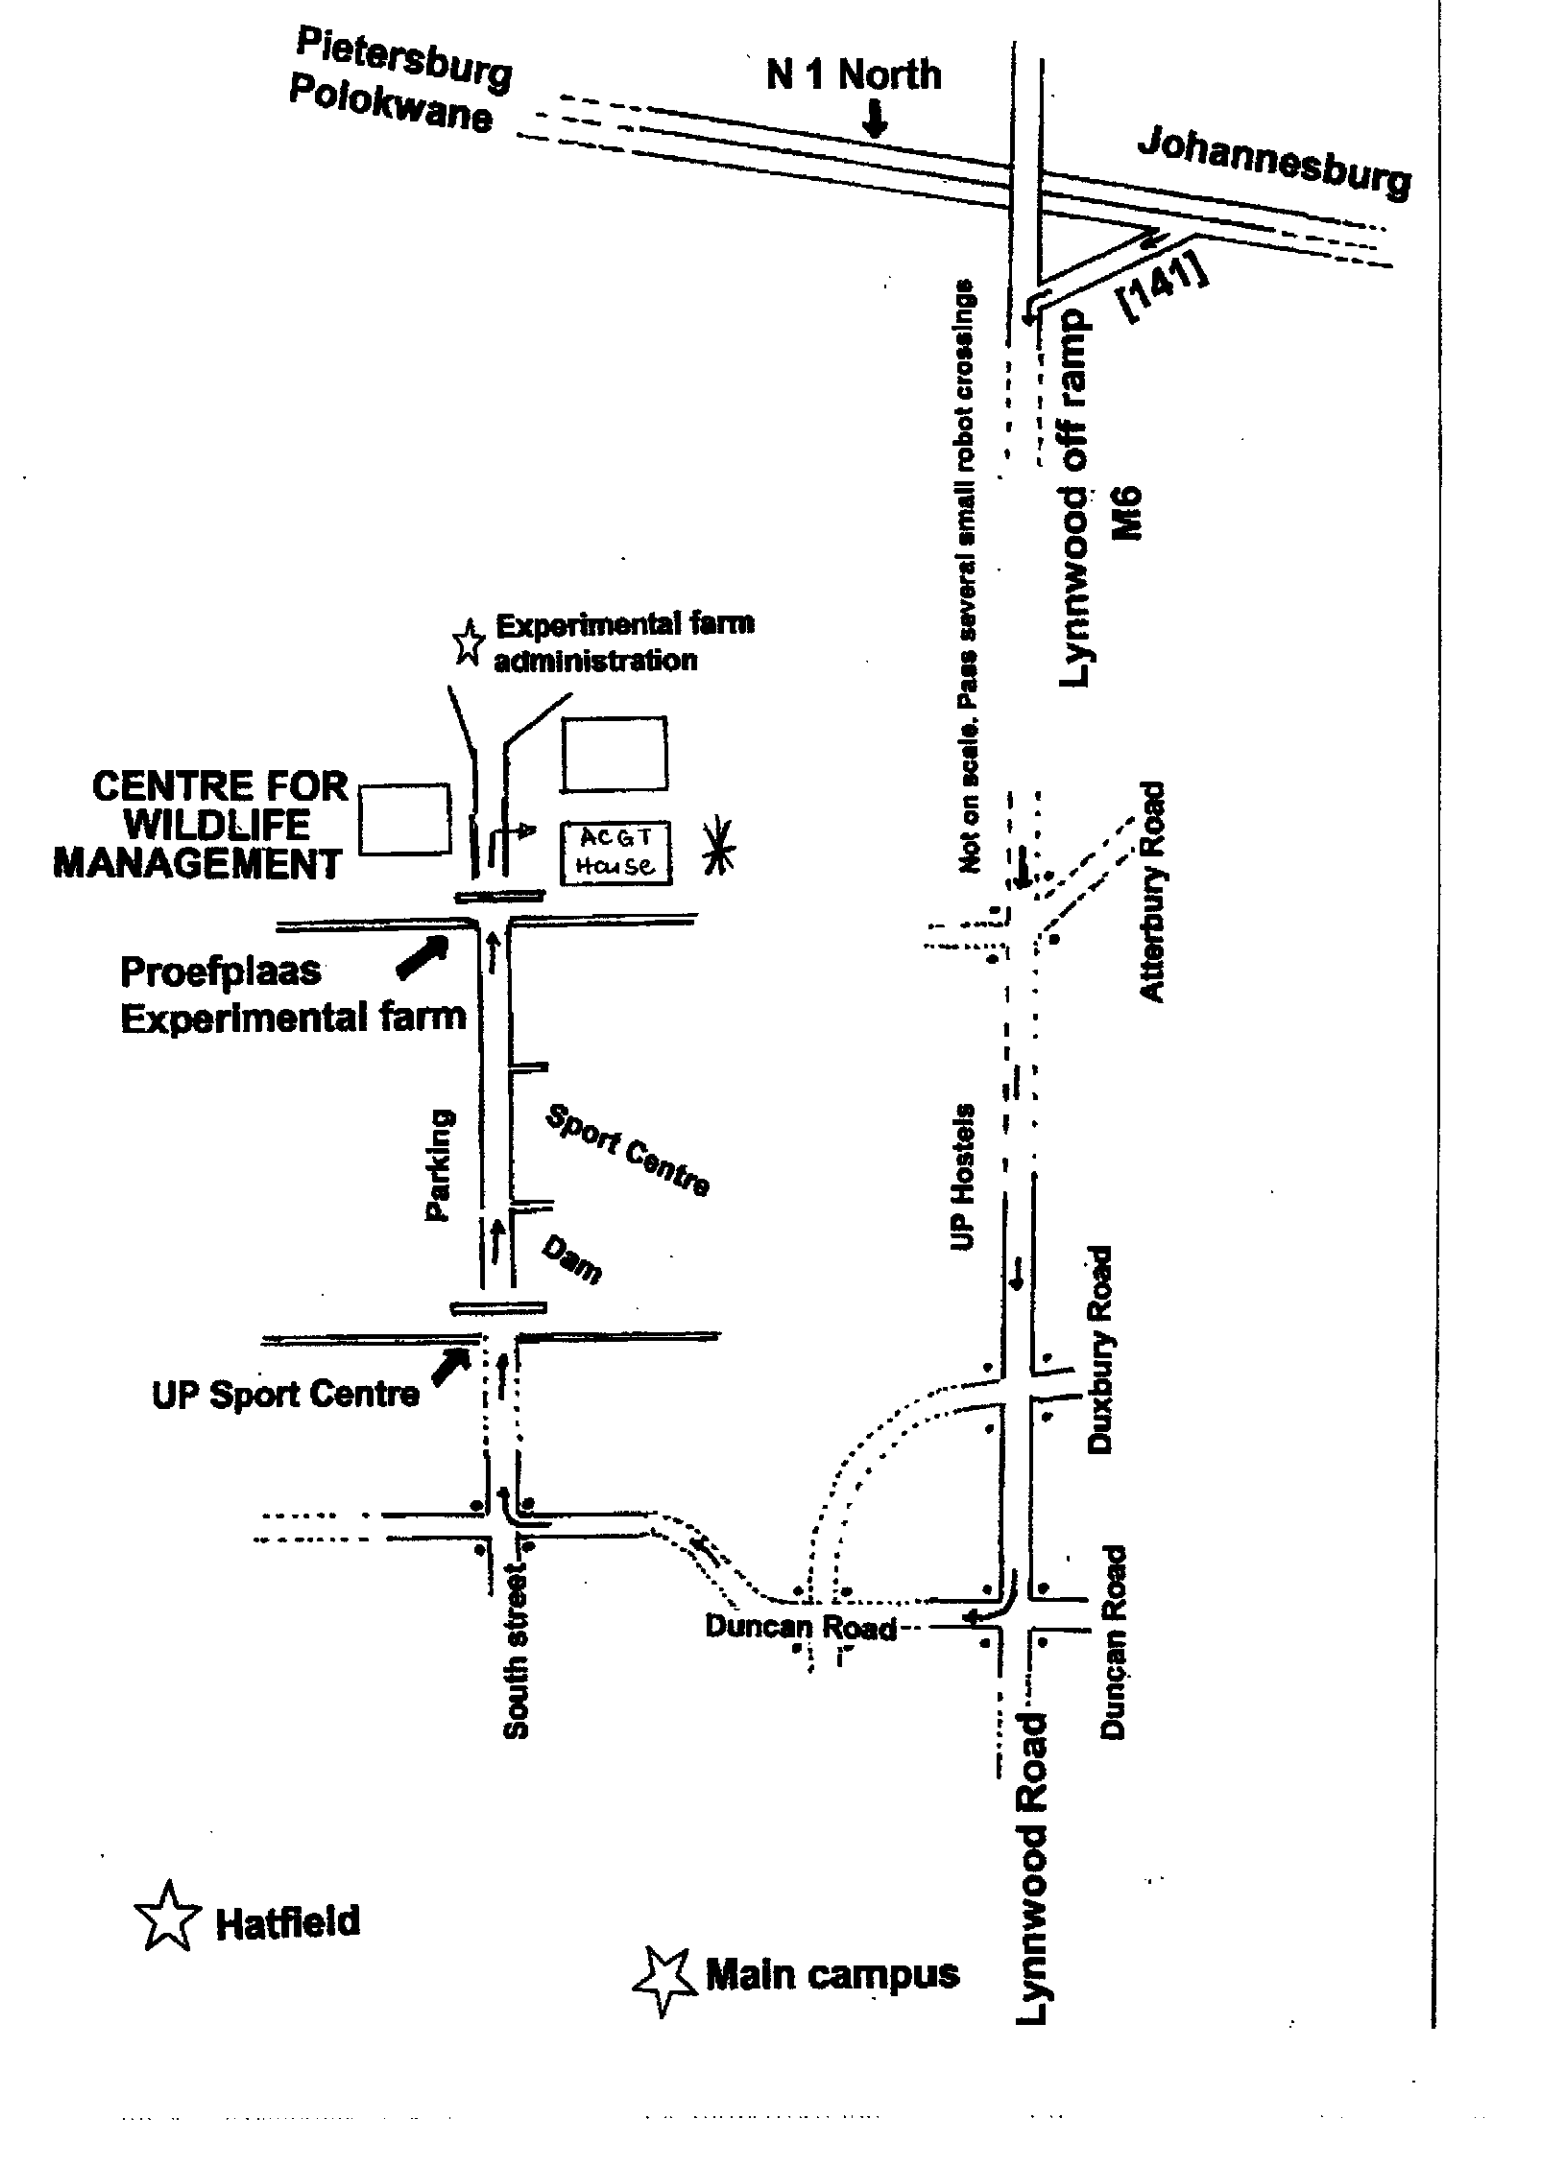 Pietersburg
Polokwane
N 1 North
Johannesburg
[141]
Lynnwood off ramp
M6
Not on scale. Pass several small robot crossings
Experimental farm
administration
CENTRE FOR
WILDLIFE
MANAGEMENT
ACGT
House
Atterbury Road
Proefplaas
Experimental farm
Parking
Sport Centre
Dam
UP Hostels
Duxbury Road
UP Sport Centre
South street
Duncan Road
Duncan Road
Lynnwood Road
Hatfield
Main campus